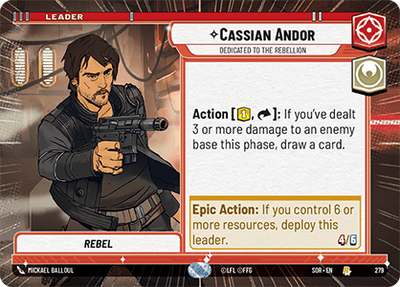 LEADER
CASSIAN ANDOR
DEDICATED TO THE REBELLION
Action [1, ]: If you've dealt
3 or more damage to an enemy
base this phase, draw a card.
Epic Action: If you control 6 or
more resources, deploy this
leader.
4/6
REBEL
MICKAEL BALLOUL
©LFL ©FFG
SOR • EN
279